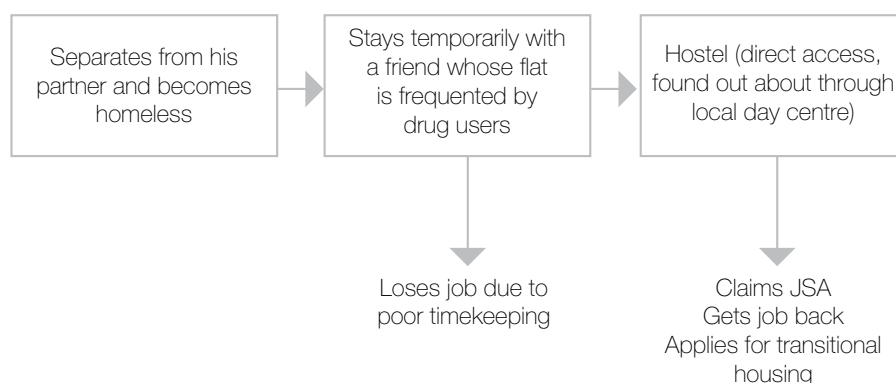 Separates from his
partner and becomes
homeless
Stays temporarily with
a friend whose flat
is frequented by
drug users
Hostel (direct access,
found out about through
local day centre)
Loses job due to
poor timekeeping
Claims JSA
Gets job back
Applies for transitional
housing